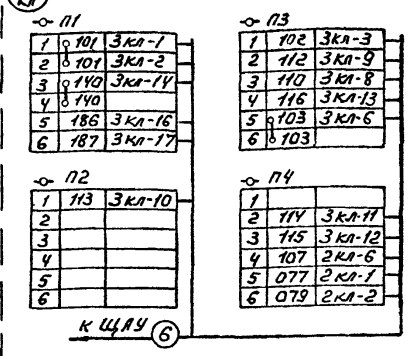 КЛ
П1
1 101 3кл-1
2 101 3кл-2
3 140 3кл-14
4 140
5 186 3кл-16
6 187 3кл-17
П3
1 102 3кл-3
2 112 3кл-9
3 110 3кл-8
4 116 3кл-13
5 103 3кл-6
6 103
П2
1 113 3кл-10
2
3
4
5
6
П4
1
2 114 3кл-11
3 115 3кл-12
4 107 2кл-6
5 077 2кл-1
6 079 2кл-2
к ЩАУ 6